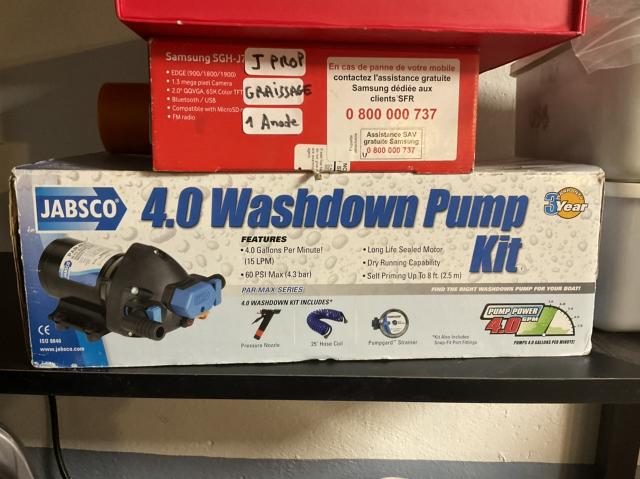 Samsung SGH-J7
• EDGE (900/1800/1900)
• 1.3 mega pixel Camera
• 2.0" QQVGA, 65K Color TFT
• Bluetooth / USB
• Compatible with MicroSD
• FM radio
J PROP
GRAISSAGE
1 Anode
En cas de panne de votre mobile
contactez l'assistance gratuite
Samsung dédiée aux
clients SFR
0 800 000 737
Assistance SAV
gratuite Samsung
0 800 000 737
JABSCO
4.0 Washdown Pump
Kit
3 Year
FEATURES
• 4.0 Gallons Per Minute!
(15 LPM)
• 60 PSI Max (4.3 bar)
• Long Life Sealed Motor
• Dry Running Capability
• Self Priming Up To 8 ft. (2.5 m)
PAR-MAX SERIES
FIND THE RIGHT WASHDOWN PUMP FOR YOUR BOAT!
4.0 WASHDOWN KIT INCLUDES*
Pressure Nozzle
25' Hose Coil
Pumpgard™ Strainer
*Kit Also Includes
Snap-Fit Port Fittings
PUMP POWER
4.0 GPM
PUMPS 4.0 GALLONS PER MINUTE!
CE
ISO 8846
www.jabsco.com